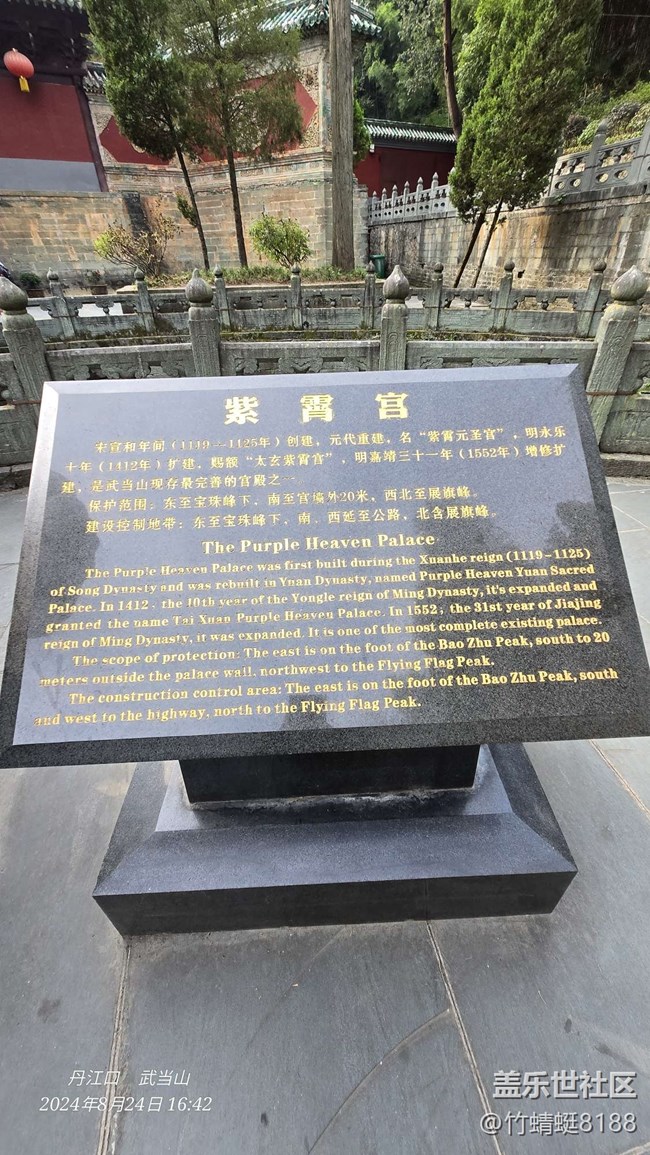 紫霄宫
宋宣和年间（1119—1125年）创建，元代重建，名“紫霄元圣宫”，明永乐
十年（1412年）扩建，赐额“太玄紫霄宫”，明嘉靖三十一年（1552年）增修扩
建，是武当山现存最完善的宫殿之一
保护范围：东至宝珠峰下，南至宫墙外20米，西北至展旗峰。
建设控制地带：东至宝珠峰下，南、西延至公路，北含展旗峰。
The Purple Heaven Palace
The Purple Heaven Palace was first built during the Xuanhe reign (1119-1125)
of Song Dynasty and was rebuilt in Ynan Dynasty, named Purple Heaven Yuan Sacred
Palace. In 1412, the 10th year of the Yongle reign of Ming Dynasty, it's expanded and
granted the name Tai Xuan Purple Heaven Palace. In 1552, the 31st year of Jiajing
reign of Ming Dynasty, it was expanded. It is one of the most complete existing palace.
The scope of protection: The east is on the foot of the Bao Zhu Peak, south to 20
meters outside the palace wall, northwest to the Flying Flag Peak.
The construction control area: The east is on the foot of the Bao Zhu Peak, south
and west to the highway, north to the Flying Flag Peak.
丹江口 武当山
2024年8月24日 16:42
盖乐世社区
@竹蜻蜓8188